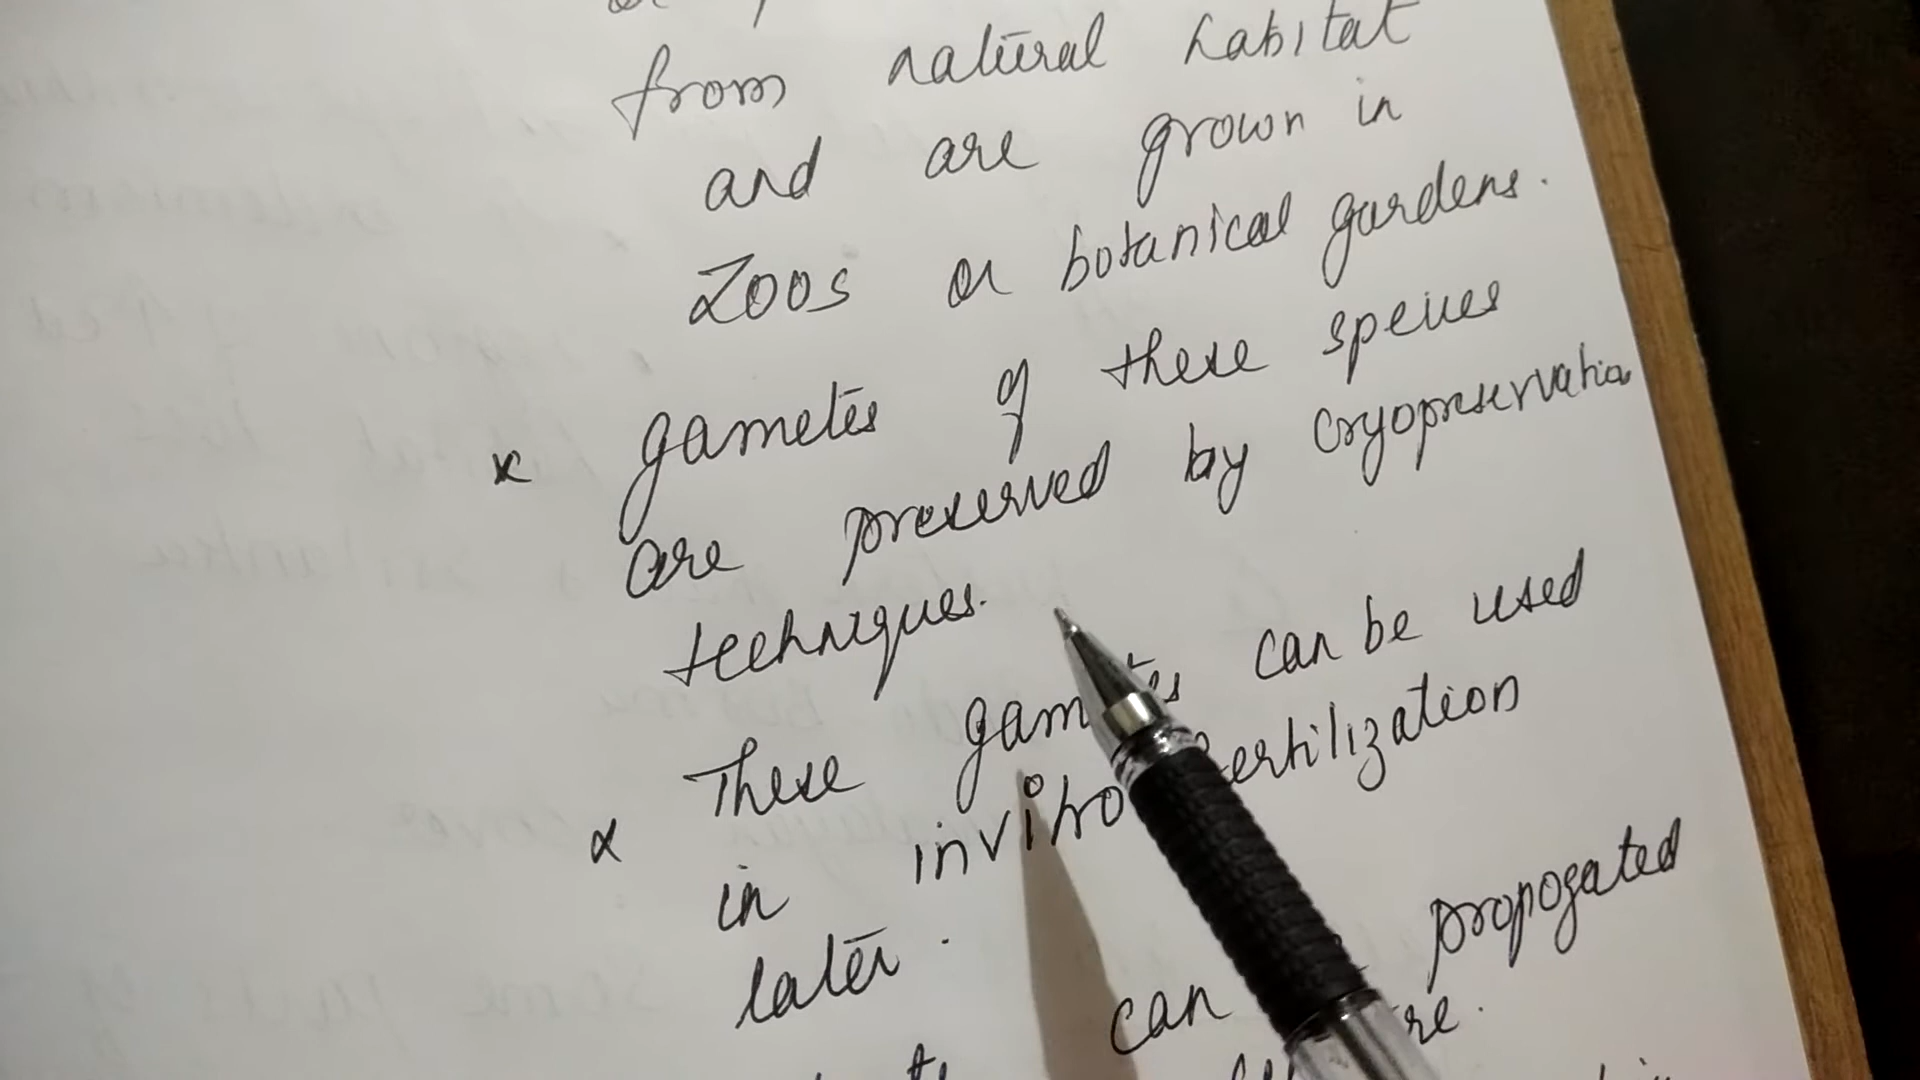 from natural habitat
and are grown in
Zoos or botanical gardens.
x gametes of these species
are preserved by cryopreservation
techniques.
x These can be used
in invitro fertilization
later.
can propogated